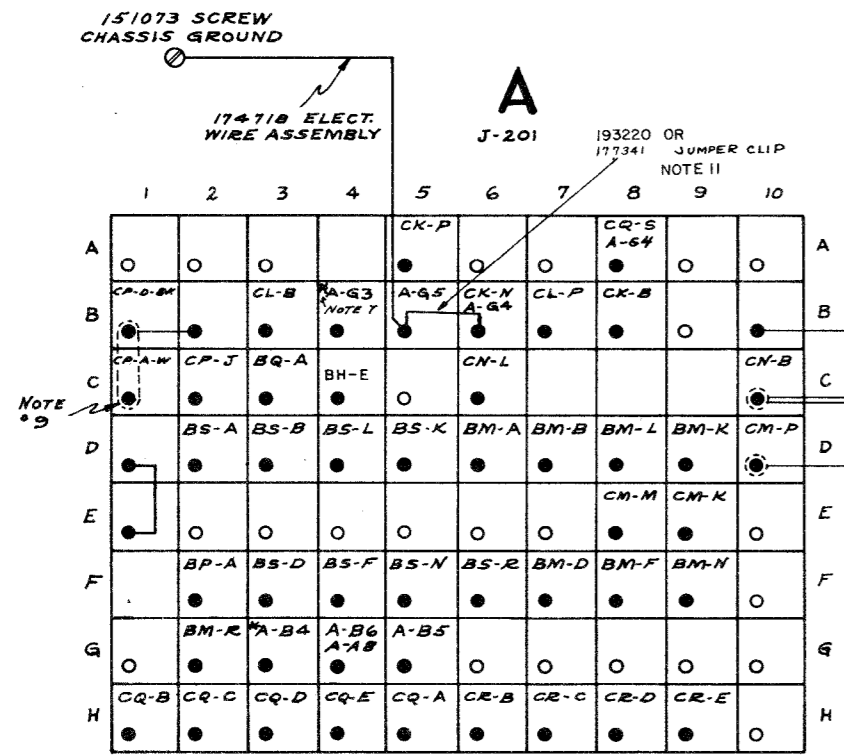 151073 SCREW
CHASSIS GROUND
174718 ELECT.
WIRE ASSEMBLY
A
J-201
193220 OR
177341 JUMPER CLIP
NOTE 11
1 2 3 4 5 6 7 8 9 10
A CK-P CQ-S A
A-G4
B CP-D-BK CL-B *A-G3 A-G5 CK-N CL-P CK-B B
NOTE 7 A-G4
C CP-A-W CP-J BQ-A BH-E CN-L CN-B C
NOTE
#9
D BS-A BS-B BS-L BS-K BM-A BM-B BM-L BM-K CM-P D
E CM-M CM-K E
F BP-A BS-D BS-F BS-N BS-R BM-D BM-F BM-N F
G BM-R *A-B4 A-B6 A-B5 G
A-A8
H CQ-B CQ-C CQ-D CQ-E CQ-A CR-B CR-C CR-D CR-E H